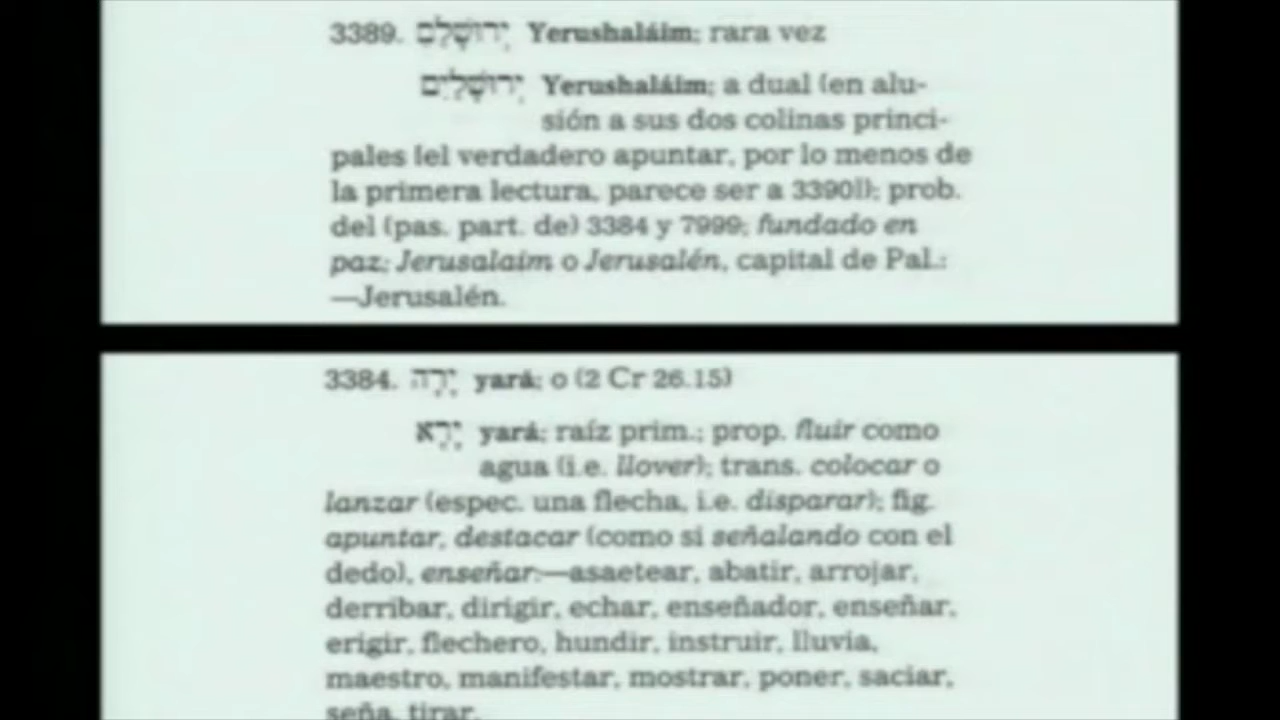 3389. יְרוּשָׁלַםִ Yerushaláim; rara vez
יְרוּשָׁלַיִם Yerushaláim; a dual (en alu-
sión a sus dos colinas princi-
pales [el verdadero apuntar, por lo menos de
la primera lectura, parece ser a 3390]); prob.
del (pas. part. de) 3384 y 7999; fundado en
paz; Jerusalaim o Jerusalén, capital de Pal.:
—Jerusalén.
3384. יָרָה yará; o (2 Cr 26.15)
יָרָא yará; raíz prim.; prop. fluir como
agua (i.e. llover); trans. colocar o
lanzar (espec. una flecha, i.e. disparar); fig.
apuntar, destacar (como si señalando con el
dedo), enseñar:—asaetear, abatir, arrojar,
derribar, dirigir, echar, enseñador, enseñar,
erigir, flechero, hundir, instruir, lluvia,
maestro, manifestar, mostrar, poner, saciar,
seña, tirar.